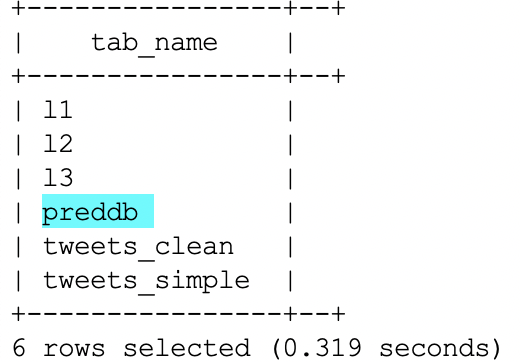 +----------------+--+
|    tab_name    |
+----------------+--+
| l1             |
| l2             |
| l3             |
| preddb         |
| tweets_clean   |
| tweets_simple  |
+----------------+--+
6 rows selected (0.319 seconds)